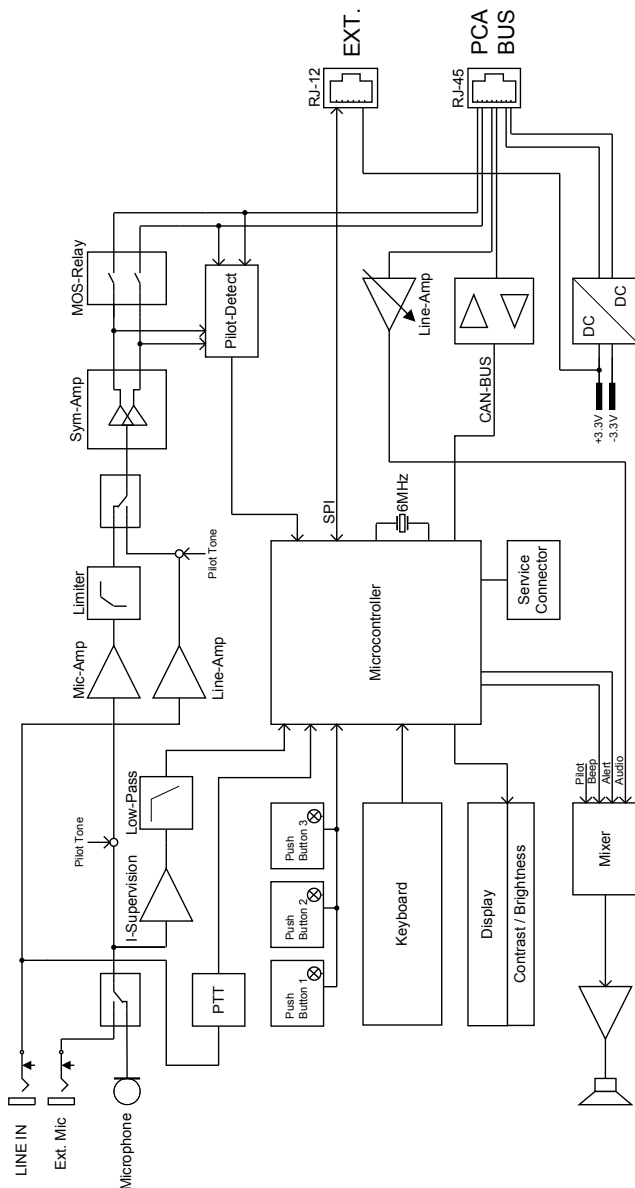 LINE IN
Ext. Mic
Microphone
Pilot Tone
I-Supervision
Low-Pass
PTT
Mic-Amp
Line-Amp
Limiter
Pilot Tone
Sym-Amp
MOS-Relay
Pilot-Detect
RJ-12
EXT.
RJ-45
PCA
BUS
Push
Button 1
Push
Button 2
Push
Button 3
Keyboard
Display
Contrast / Brightness
Microcontroller
SPI
6MHz
Service
Connector
Line-Amp
CAN-BUS
DC
DC
+3.3V
-3.3V
Pilot
Beep
Alert
Audio
Mixer